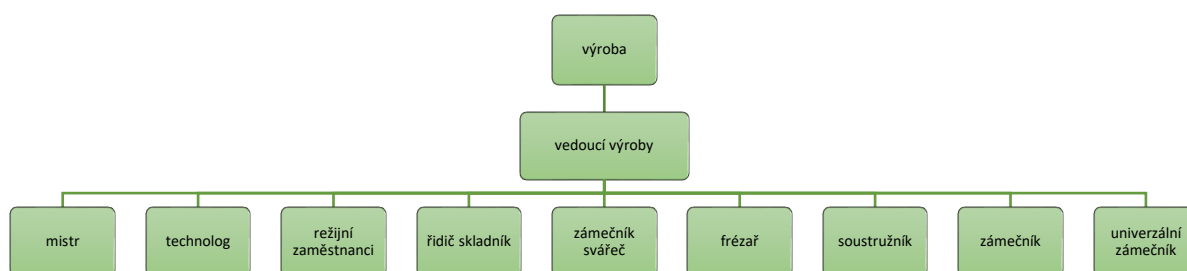 výroba
vedoucí výroby
mistr
technolog
režijní
zaměstnanci
řidič skladník
zámečník
svářeč
frézař
soustružník
zámečník
univerzální
zámečník